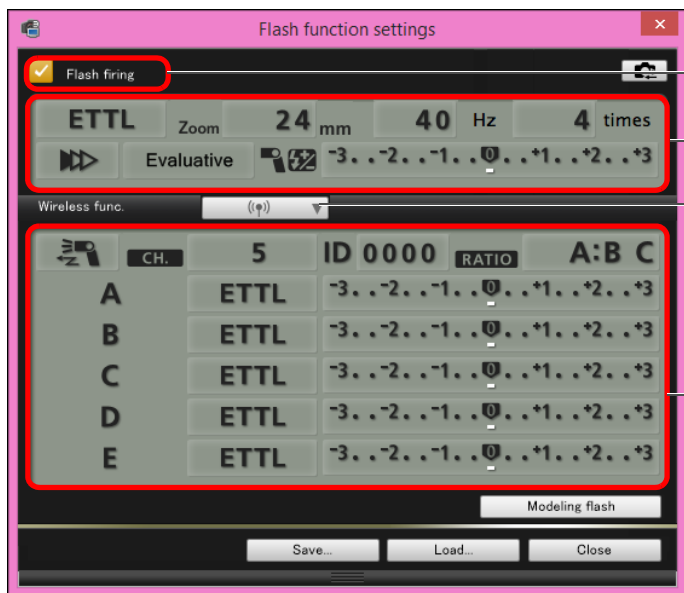 Flash function settings
Flash firing
ETTL Zoom 24 mm 40 Hz 4 times
Evaluative -3..-2..-1..0..+1..+2..+3
Wireless func.
CH. 5 ID 0000 RATIO A:B C
A ETTL -3..-2..-1..0..+1..+2..+3
B ETTL -3..-2..-1..0..+1..+2..+3
C ETTL -3..-2..-1..0..+1..+2..+3
D ETTL -3..-2..-1..0..+1..+2..+3
E ETTL -3..-2..-1..0..+1..+2..+3
Modeling flash
Save... Load... Close